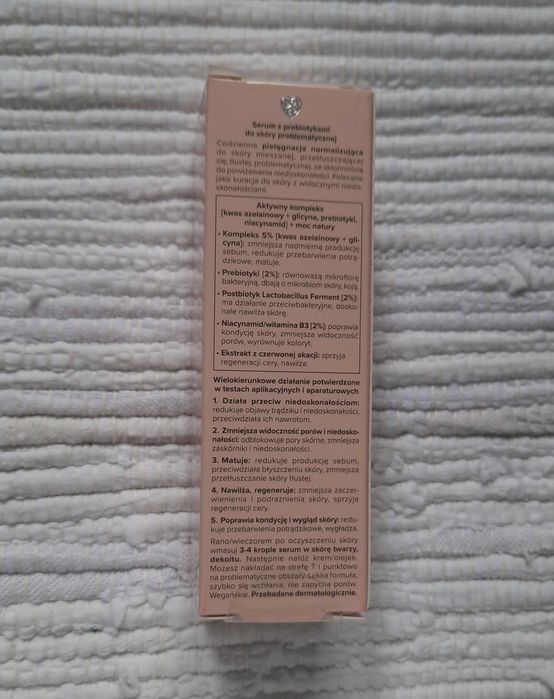 Serum z prebiotykami
do skóry problematycznej
Codzienna pielęgnacja normalizująca
do skóry mieszanej, przetłuszczającej
się, tłustej, problematycznej, ze skłonnością
do powstawania niedoskonałości. Polecane
jako kuracja do skóry z widocznymi niedo-
skonałościami.
Aktywny kompleks
[kwas azelainowy + glicyna, prebiotyki,
niacynamid] + moc natury
• Kompleks 5% [kwas azelainowy + gli-
cyna]: zmniejsza nadmierną produkcję
sebum, redukuje przebarwienia potrą-
dzikowe, matuje.
• Prebiotyki [2%]: równoważą mikroflorę
bakteryjną, dbają o mikrobiom skóry, koją.
• Postbiotyk Lactobacillus Ferment [2%]:
ma działanie przeciwbakteryjne, dosko-
nale nawilża skórę.
• Niacynamid/witamina B3 [2%]: poprawia
kondycję skóry, zmniejsza widoczność
porów, wyrównuje koloryt.
• Ekstrakt z czerwonej akacji: sprzyja
regeneracji cery, nawilża.
Wielokierunkowe działanie potwierdzone
w testach aplikacyjnych i aparaturowych
1. Działa przeciw niedoskonałościom:
redukuje objawy trądziku i niedoskonałości,
przeciwdziała ich nawrotom.
2. Zmniejsza widoczność porów i niedosko-
nałości: odblokowuje pory skórne, zmniejsza
zaskórniki i niedoskonałości.
3. Matuje: redukuje produkcję sebum,
przeciwdziała błyszczeniu skóry, zmniejsza
przetłuszczanie skóry tłustej.
4. Nawilża, regeneruje: zmniejsza zaczer-
wienienia i podrażnienia skóry, sprzyja
regeneracji cery.
5. Poprawia kondycję i wygląd skóry: redu-
kuje przebarwienia potrądzikowe, wygładza.
Rano/wieczorem po oczyszczeniu skóry
wmasuj 3-4 krople serum w skórę twarzy,
dekoltu. Następnie nałóż krem/olejek.
Możesz nakładać na strefę T i punktowo
na problematyczne obszary. Lekka formuła,
szybko się wchłania, nie zapycha porów.
Wegańskie. Przebadane dermatologicznie.